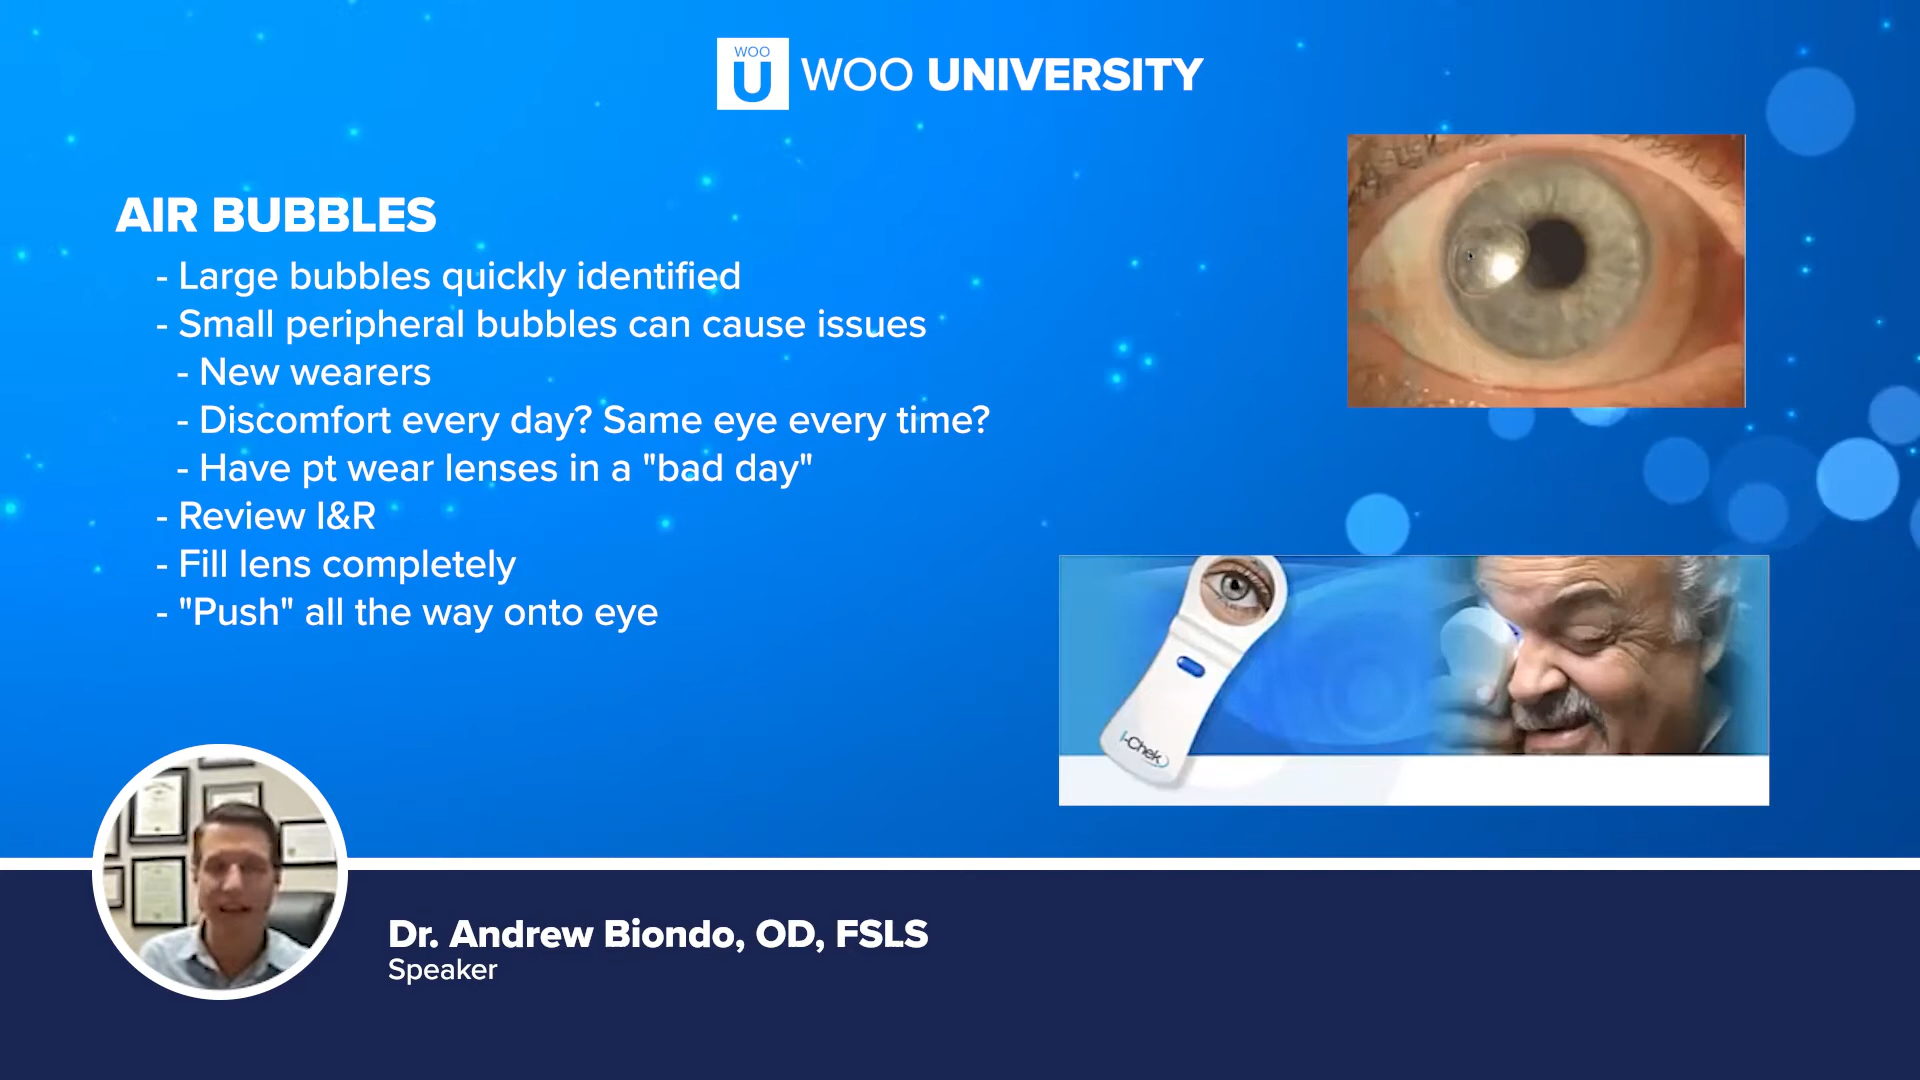 WOO
U
WOO UNIVERSITY
AIR BUBBLES
- Large bubbles quickly identified
- Small peripheral bubbles can cause issues
- New wearers
- Discomfort every day? Same eye every time?
- Have pt wear lenses in a "bad day"
- Review I&R
- Fill lens completely
- "Push" all the way onto eye
I-Chek
Dr. Andrew Biondo, OD, FSLS
Speaker